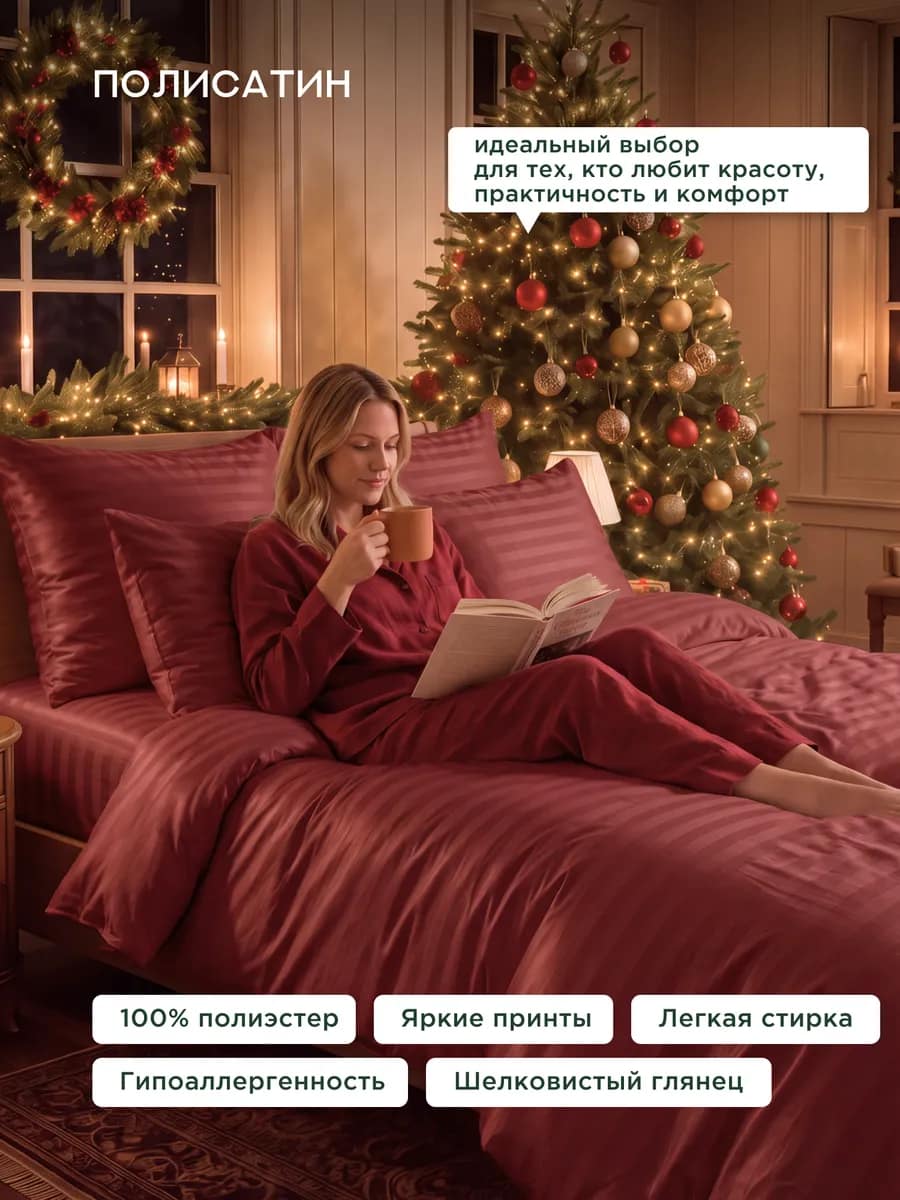 ПОЛИСАТИН
идеальный выбор
для тех, кто любит красоту,
практичность и комфорт
100% полиэстер
Яркие принты
Легкая стирка
Гипоаллергенность
Шелковистый глянец